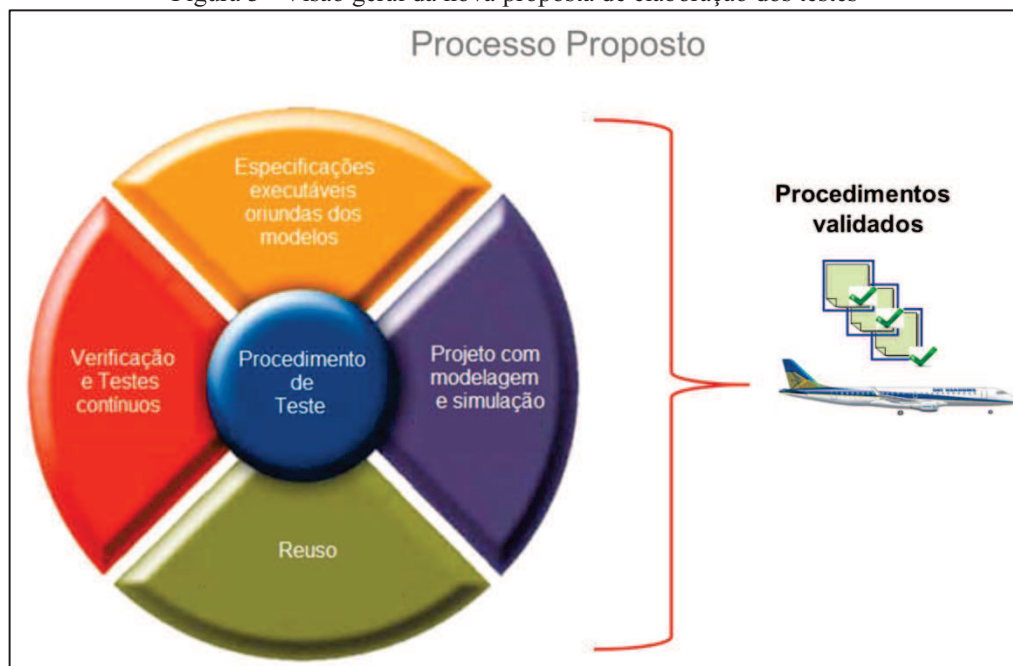 Processo Proposto
Especificações
executáveis
oriundas dos
modelos
Verificação
e Testes
contínuos
Procedimento
de
Teste
Projeto com
modelagem
e simulação
Reuso
Procedimentos
validados